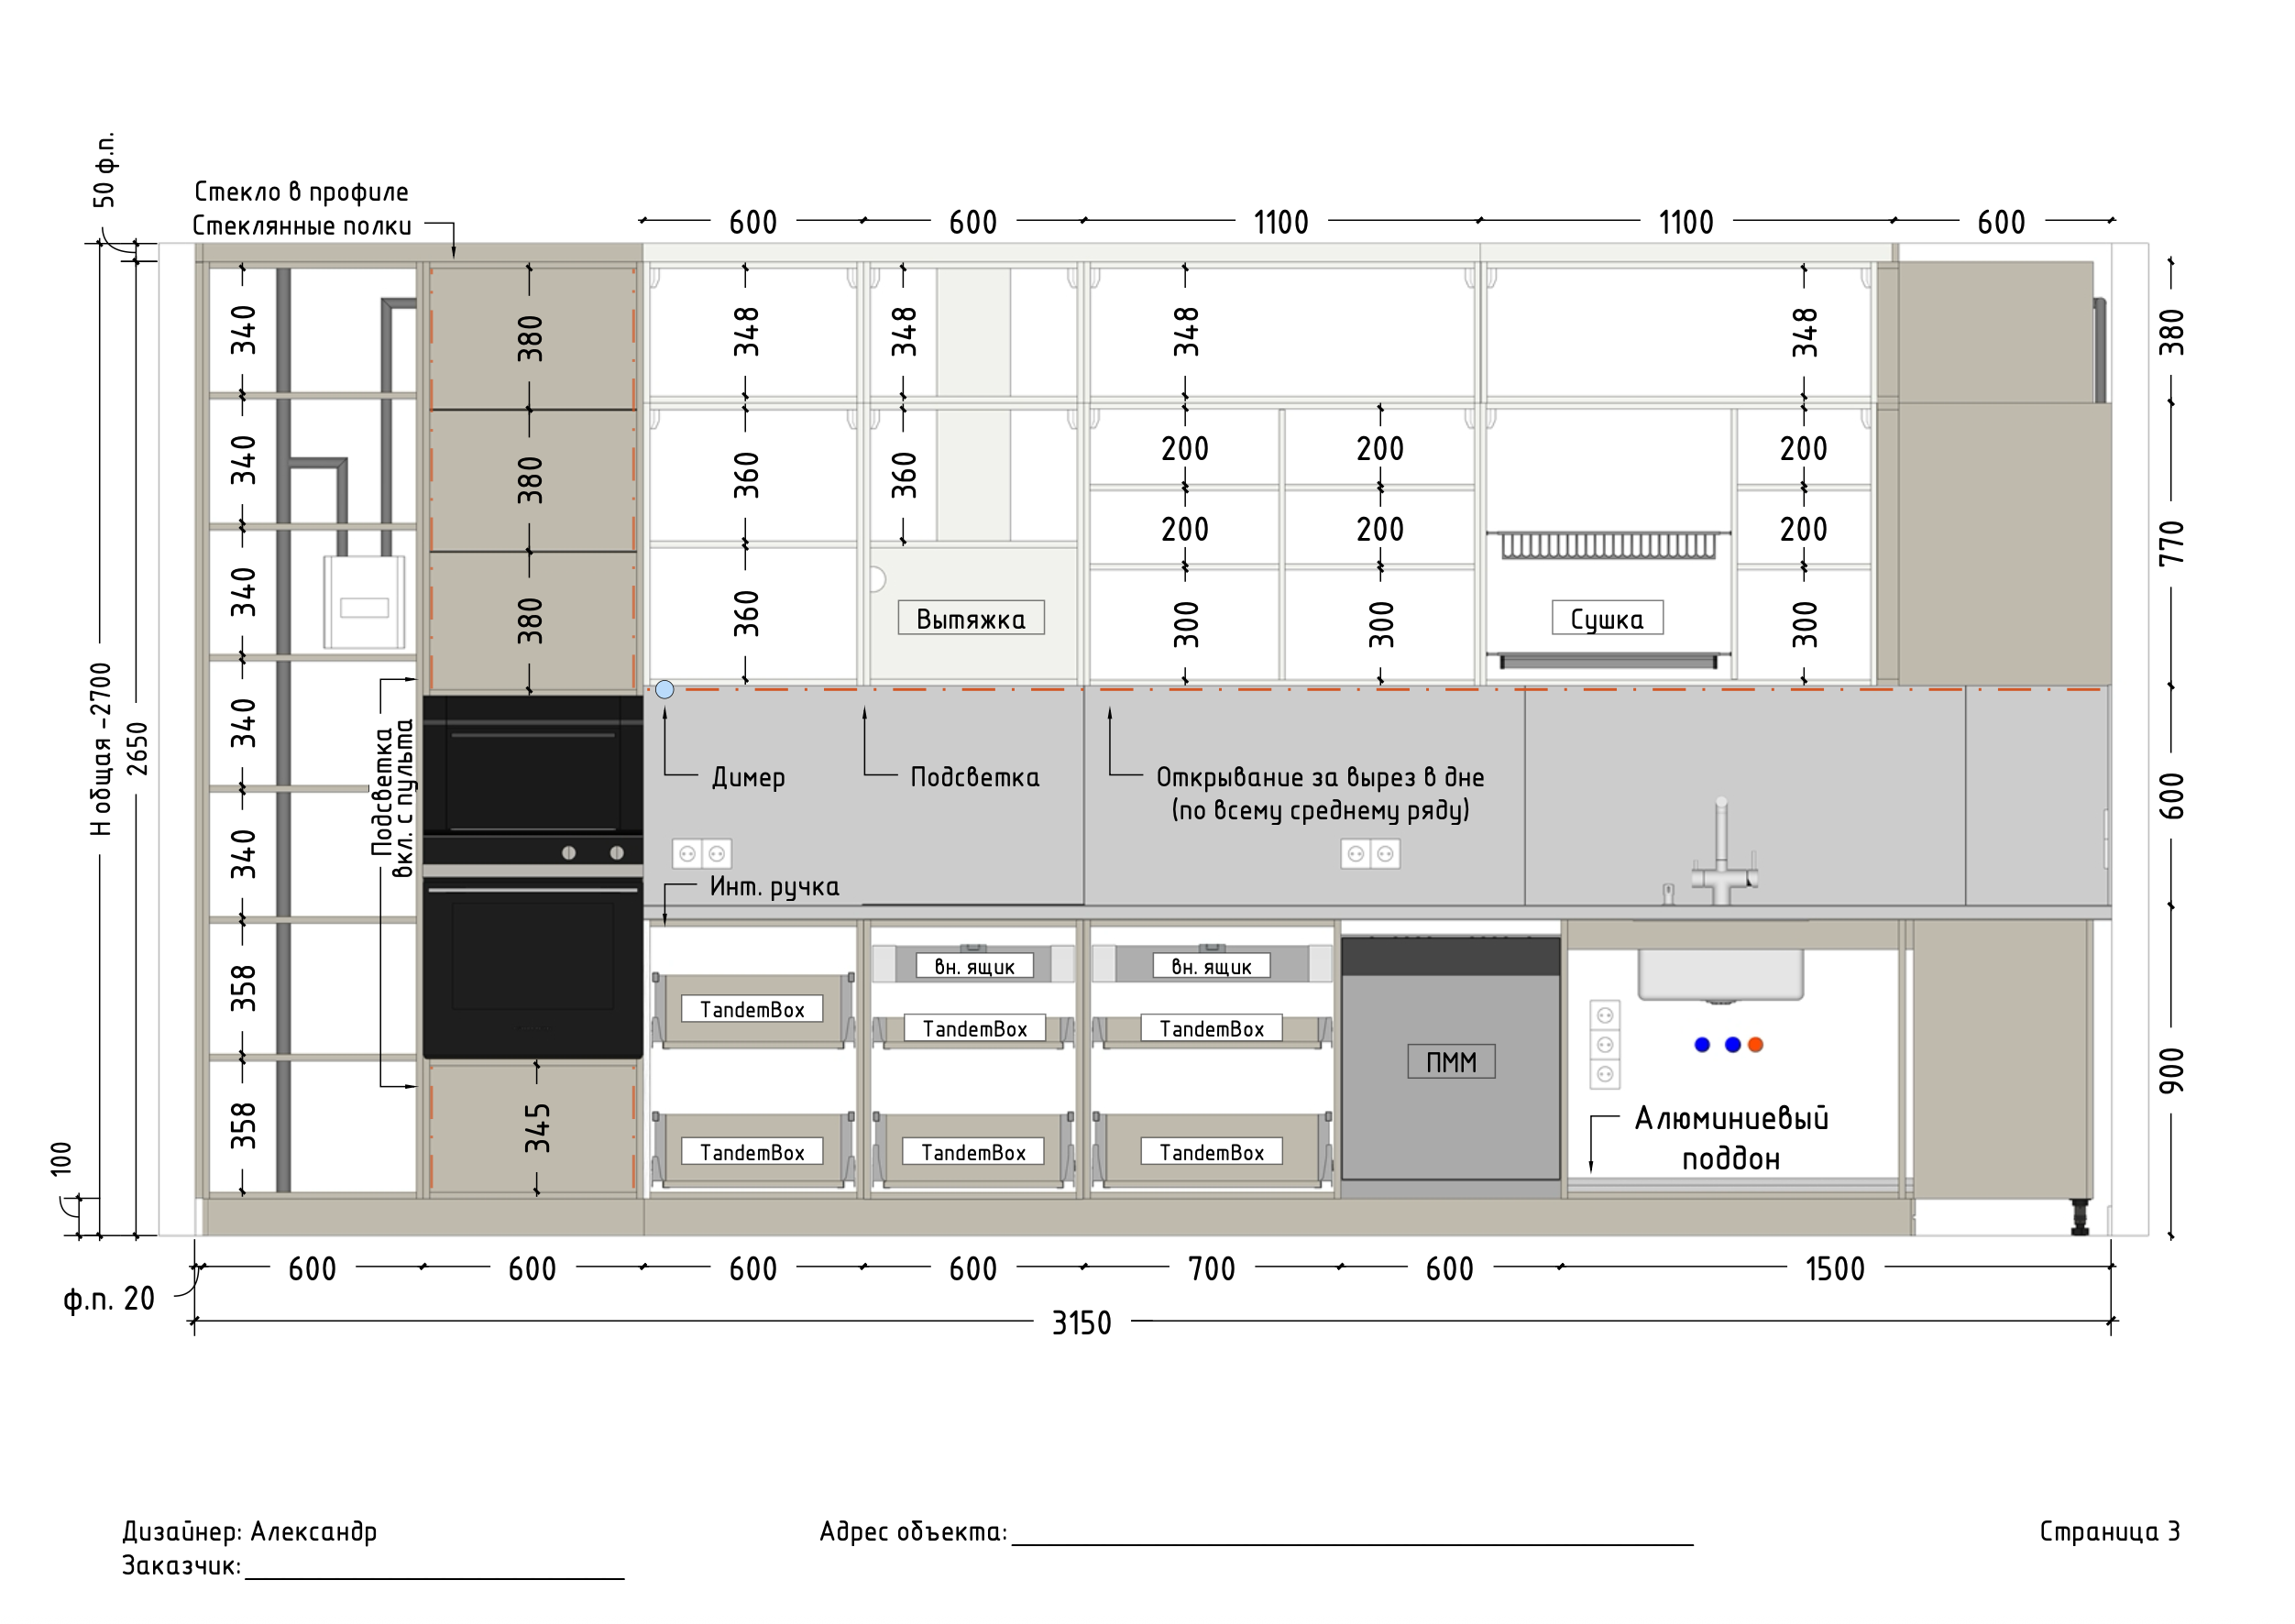 50 ф.п.
Стекло в профиле
Стеклянные полки
600 600 1100 1100 600
340 380 348 348 348 348 380
340 380 360 360 200 200 200 770
200 200 200
340 380 360 Вытяжка 300 300 Сушка 300
Н общая -2700
2650
340
Подсветка
вкл. с пульта
Димер Подсветка Открывание за вырез в дне
(по всему среднему ряду)
600
340
Инт. ручка
358
вн. ящик вн. ящик
TandemBox TandemBox TandemBox
ПММ
900
358 345
TandemBox TandemBox TandemBox
Алюминиевый
поддон
100
600 600 600 600 700 600 1500
ф.п. 20
3150
Дизайнер: Александр Адрес объекта: Страница 3
Заказчик: